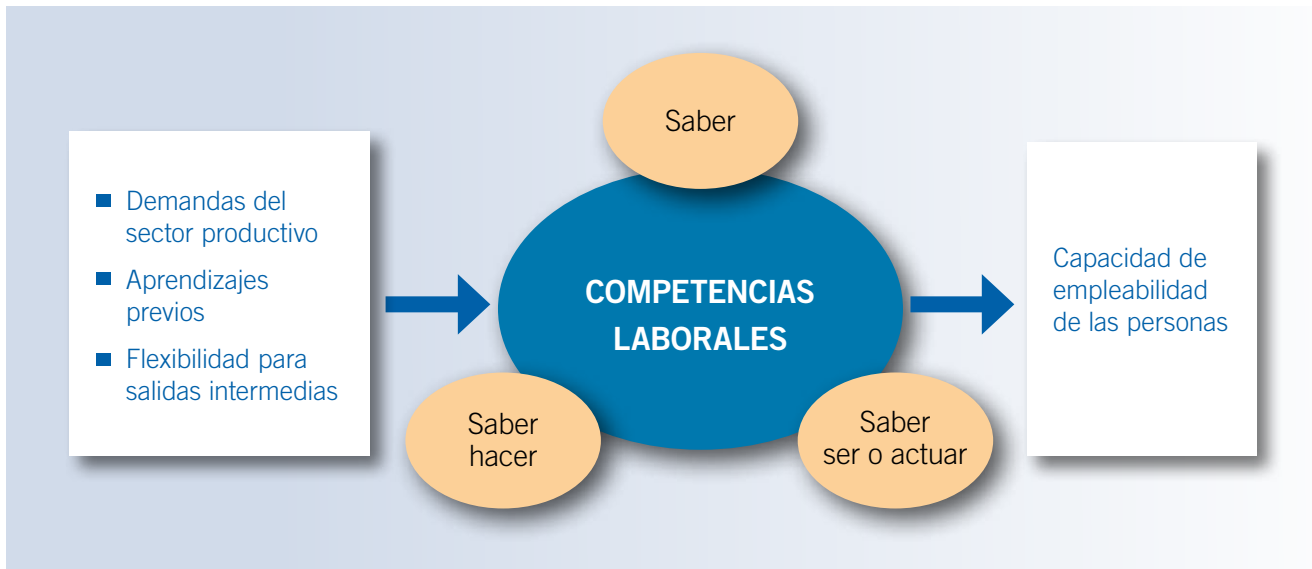 Demandas del
sector productivo
Aprendizajes
previos
Flexibilidad para
salidas intermedias
Saber
COMPETENCIAS
LABORALES
Saber
hacer
Saber
ser o actuar
Capacidad de
empleabilidad
de las personas